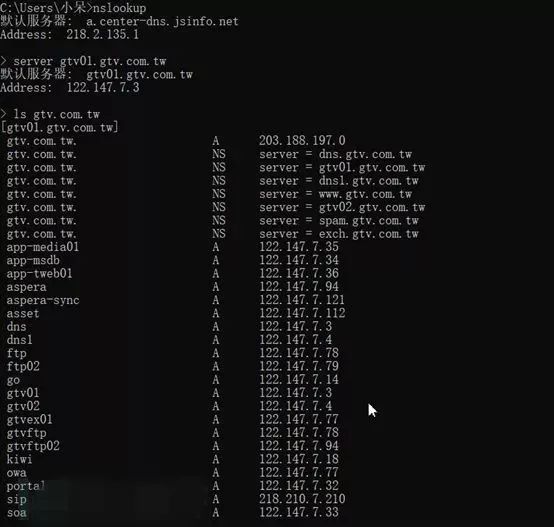 C:\Users\小呆>nslookup
默认服务器:  a.center-dns.jsinfo.net
Address:  218.2.135.1

> server gtv01.gtv.com.tw
默认服务器:  gtv01.gtv.com.tw
Address:  122.147.7.3

> ls gtv.com.tw
[gtv01.gtv.com.tw]
gtv.com.tw. A 203.188.197.0
gtv.com.tw. NS server = dns.gtv.com.tw
gtv.com.tw. NS server = gtv01.gtv.com.tw
gtv.com.tw. NS server = dns1.gtv.com.tw
gtv.com.tw. NS server = www.gtv.com.tw
gtv.com.tw. NS server = gtv02.gtv.com.tw
gtv.com.tw. NS server = spam.gtv.com.tw
gtv.com.tw. NS server = exch.gtv.com.tw
app-media01 A 122.147.7.35
app-msdb A 122.147.7.34
app-tweb01 A 122.147.7.36
aspera A 122.147.7.94
aspera-sync A 122.147.7.121
asset A 122.147.7.112
dns A 122.147.7.3
dns1 A 122.147.7.4
ftp A 122.147.7.78
ftp02 A 122.147.7.79
go A 122.147.7.14
gtv01 A 122.147.7.3
gtv02 A 122.147.7.4
gtvex01 A 122.147.7.77
gtvftp A 122.147.7.78
gtvftp02 A 122.147.7.94
kiwi A 122.147.7.18
owa A 122.147.7.77
portal A 122.147.7.32
sip A 218.210.7.210
soa A 122.147.7.33